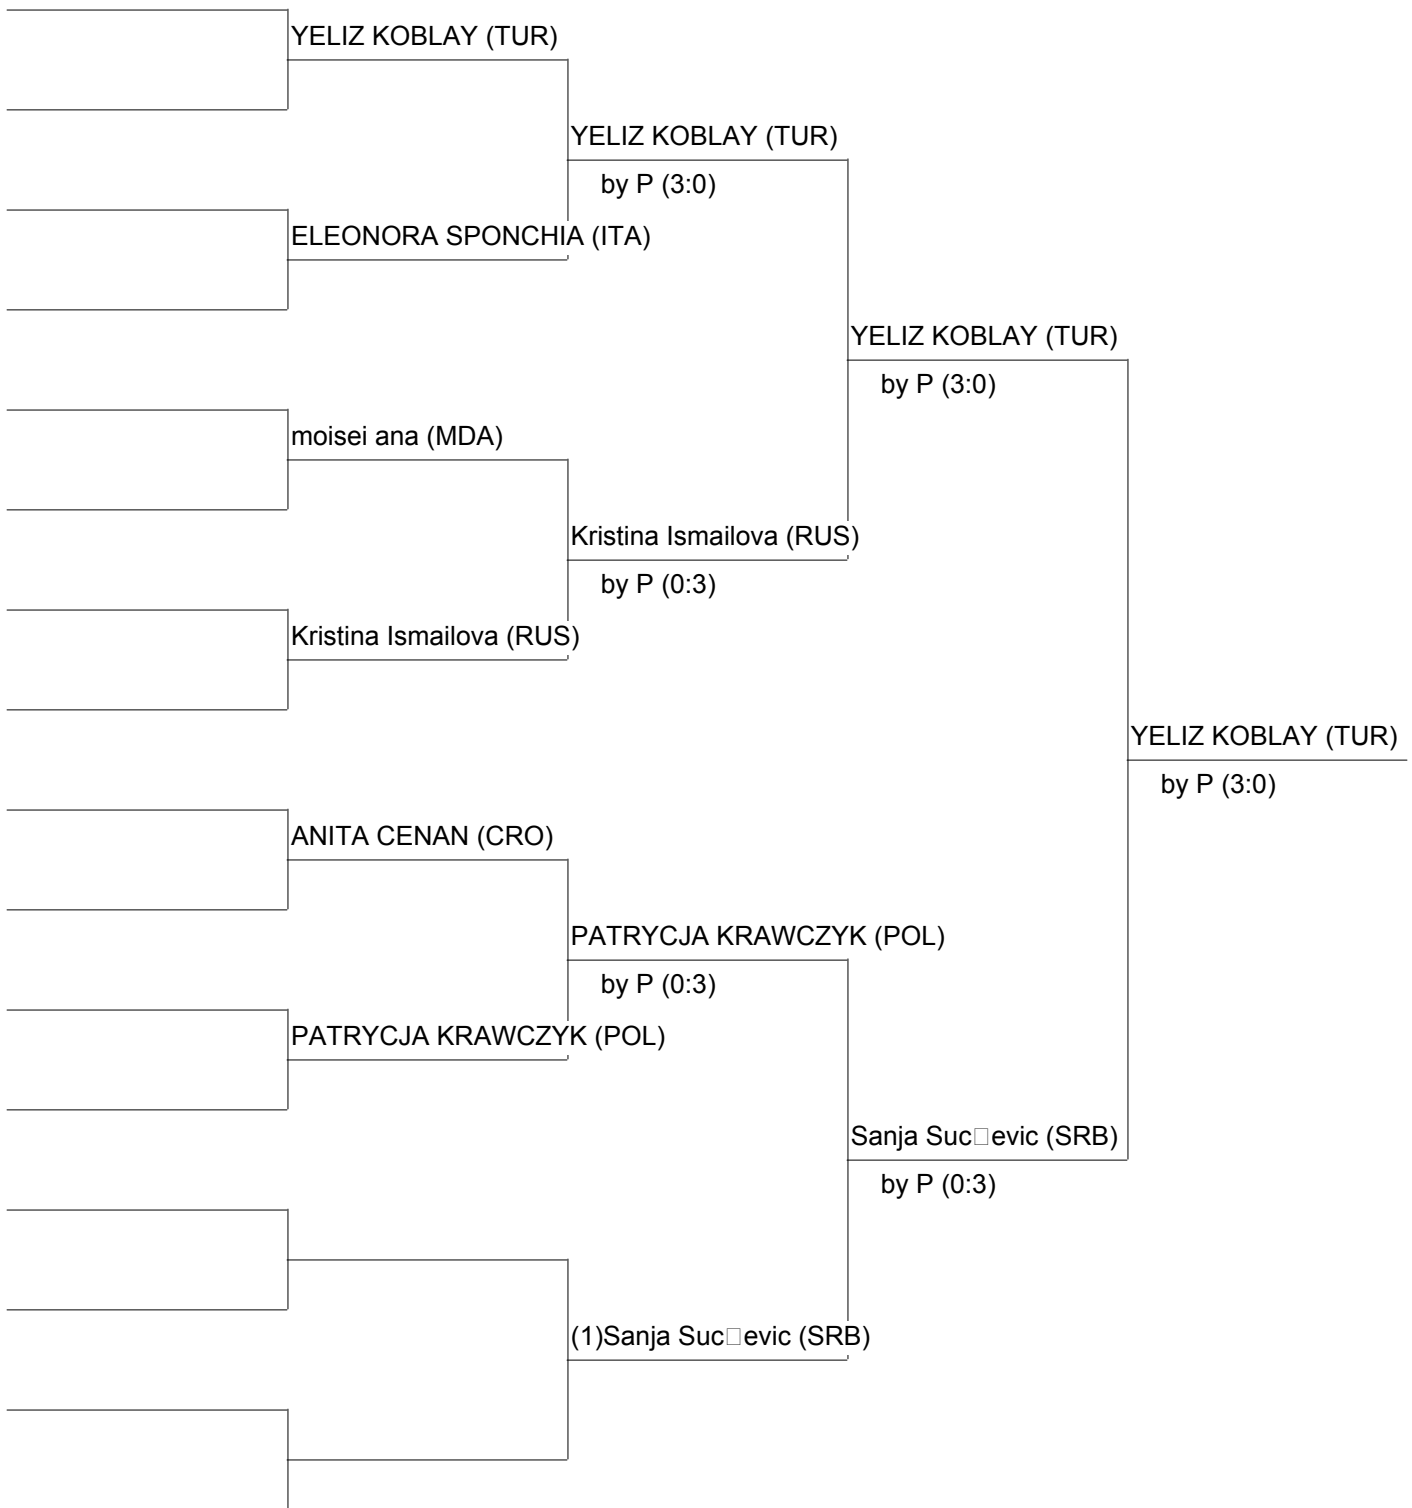 YELIZ KOBLAY (TUR)
YELIZ KOBLAY (TUR)
by P (3:0)
ELEONORA SPONCHIA (ITA)
YELIZ KOBLAY (TUR)
by P (3:0)
moisei ana (MDA)
Kristina Ismailova (RUS)
by P (0:3)
Kristina Ismailova (RUS)
YELIZ KOBLAY (TUR)
by P (3:0)
ANITA CENAN (CRO)
PATRYCJA KRAWCZYK (POL)
by P (0:3)
PATRYCJA KRAWCZYK (POL)
Sanja Suc□evic (SRB)
by P (0:3)
(1)Sanja Suc□evic (SRB)